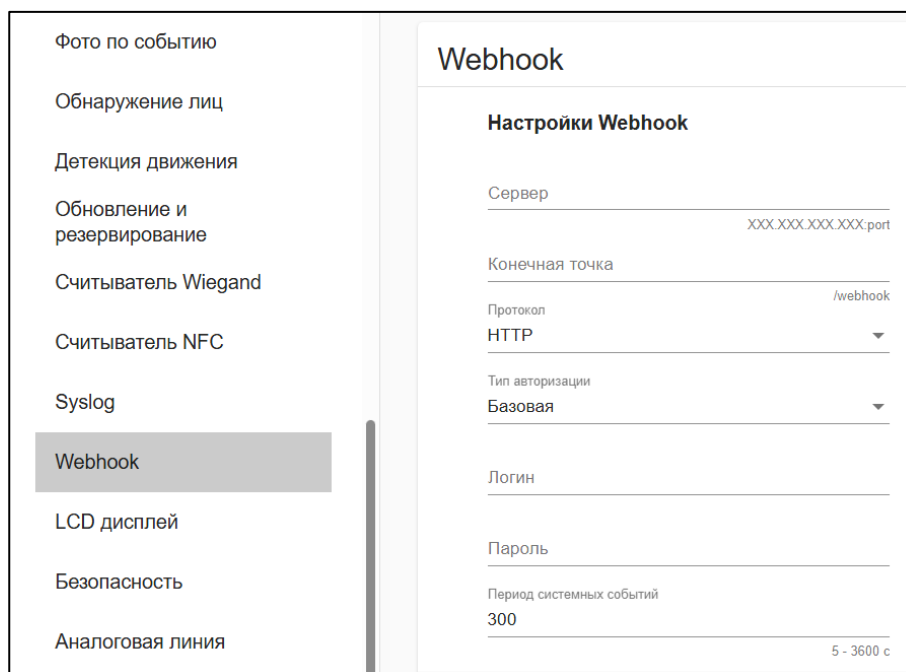 Фото по событию
Обнаружение лиц
Детекция движения
Обновление и
резервирование
Считыватель Wiegand
Считыватель NFC
Syslog
Webhook
LCD дисплей
Безопасность
Аналоговая линия
Webhook
Настройки Webhook
Сервер
XXX.XXX.XXX.XXX:port
Конечная точка
/webhook
Протокол
HTTP
Тип авторизации
Базовая
Логин
Пароль
Период системных событий
300
5 - 3600 с